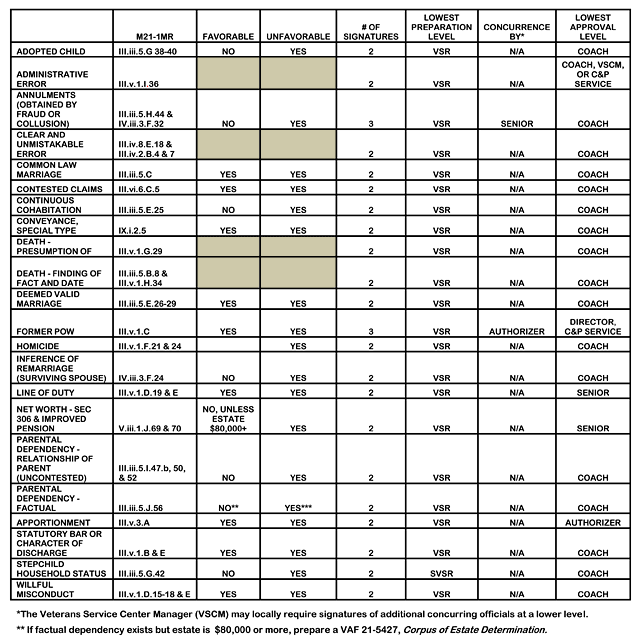 M21-1MR FAVORABLE UNFAVORABLE # OF SIGNATURES LOWEST PREPARATION LEVEL CONCURRENCE BY* LOWEST APPROVAL LEVEL
ADOPTED CHILD III.iii.5.G 38-40 NO YES 2 VSR N/A COACH
ADMINISTRATIVE ERROR III.v.1.I.36 2 VSR N/A COACH, VSCM, OR C&P SERVICE
ANNULMENTS (OBTAINED BY FRAUD OR COLLUSION) III.iii.5.H.44 & IV.iii.3.F.32 NO YES 3 VSR SENIOR COACH
CLEAR AND UNMISTAKABLE ERROR III.iv.8.E.18 & III.iv.2.B.4 & 7 2 VSR N/A COACH
COMMON LAW MARRIAGE III.iii.5.C YES YES 2 VSR N/A COACH
CONTESTED CLAIMS III.vi.6.C.5 YES YES 2 VSR N/A COACH
CONTINUOUS COHABITATION III.iii.5.E.25 NO YES 2 VSR N/A COACH
CONVEYANCE, SPECIAL TYPE IX.i.2.5 YES YES 2 VSR N/A COACH
DEATH - PRESUMPTION OF III.v.1.G.29 2 VSR N/A COACH
DEATH - FINDING OF FACT AND DATE III.iii.5.B.8 & III.v.1.H.34 2 VSR N/A COACH
DEEMED VALID MARRIAGE III.iii.5.E.26-29 YES YES 2 VSR N/A COACH
FORMER POW III.v.1.C YES YES 3 VSR AUTHORIZER DIRECTOR, C&P SERVICE
HOMICIDE III.v.1.F.21 & 24 YES 2 VSR N/A COACH
INFERENCE OF REMARRIAGE (SURVIVING SPOUSE) IV.iii.3.F.24 NO YES 2 VSR N/A COACH
LINE OF DUTY III.v.1.D.19 & E YES YES 2 VSR N/A SENIOR
NET WORTH - SEC 306 & IMPROVED PENSION V.iii.1.J.69 & 70 NO, UNLESS ESTATE $80,000+ YES 2 VSR N/A SENIOR
PARENTAL DEPENDENCY - RELATIONSHIP OF PARENT (UNCONTESTED) III.iii.5.I.47.b, 50, & 52 NO YES 2 VSR N/A COACH
PARENTAL DEPENDENCY - FACTUAL III.iii.5.J.56 NO** YES*** 2 VSR N/A COACH
APPORTIONMENT III.v.3.A YES YES 2 VSR N/A AUTHORIZER
STATUTORY BAR OR CHARACTER OF DISCHARGE III.v.1.B & E YES YES 2 VSR N/A COACH
STEPCHILD HOUSEHOLD STATUS III.iii.5.G.42 NO YES 2 SVSR N/A COACH
WILLFUL MISCONDUCT III.v.1.D.15-18 & E YES YES 2 VSR N/A COACH
*The Veterans Service Center Manager (VSCM) may locally require signatures of additional concurring officials at a lower level.
** If factual dependency exists but estate is $80,000 or more, prepare a VAF 21-5427, Corpus of Estate Determination.